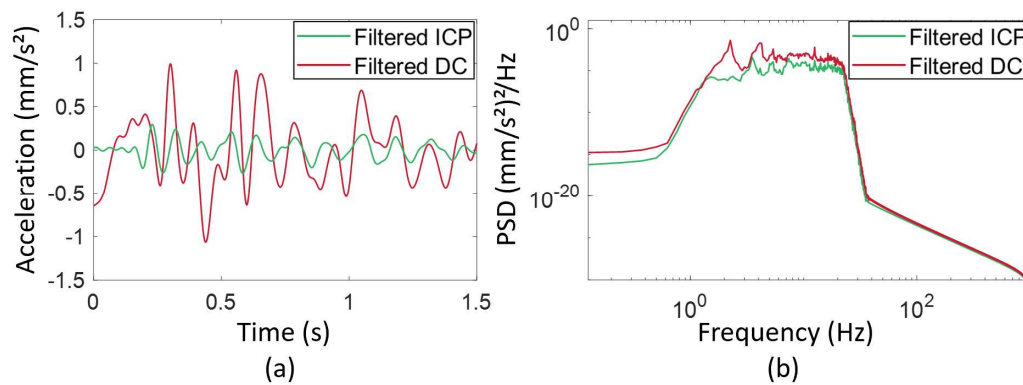 Acceleration (mm/s²)
1.5
1
0.5
0
-0.5
-1
-1.5
Filtered ICP
Filtered DC
0
0.5
1
1.5
Time (s)
(a)
PSD (mm/s²)²/Hz
10⁰
10⁻²⁰
Filtered ICP
Filtered DC
10⁰
10²
Frequency (Hz)
(b)